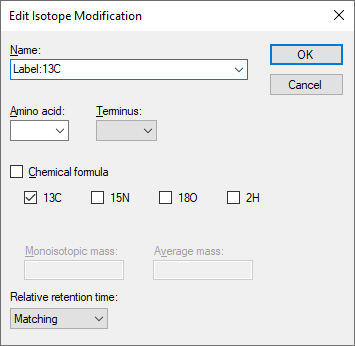 Edit Isotope Modification
Name:
Label:13C
OK
Cancel
Amino acid: Terminus:
Chemical formula
13C 15N 18O 2H
Monoisotopic mass: Average mass:
Relative retention time:
Matching